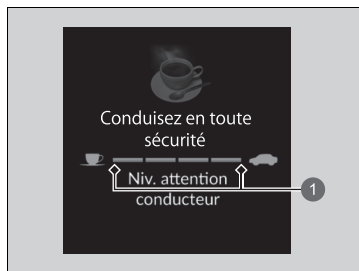 Conduisez en toute
sécurité
Niv. attention
conducteur
1